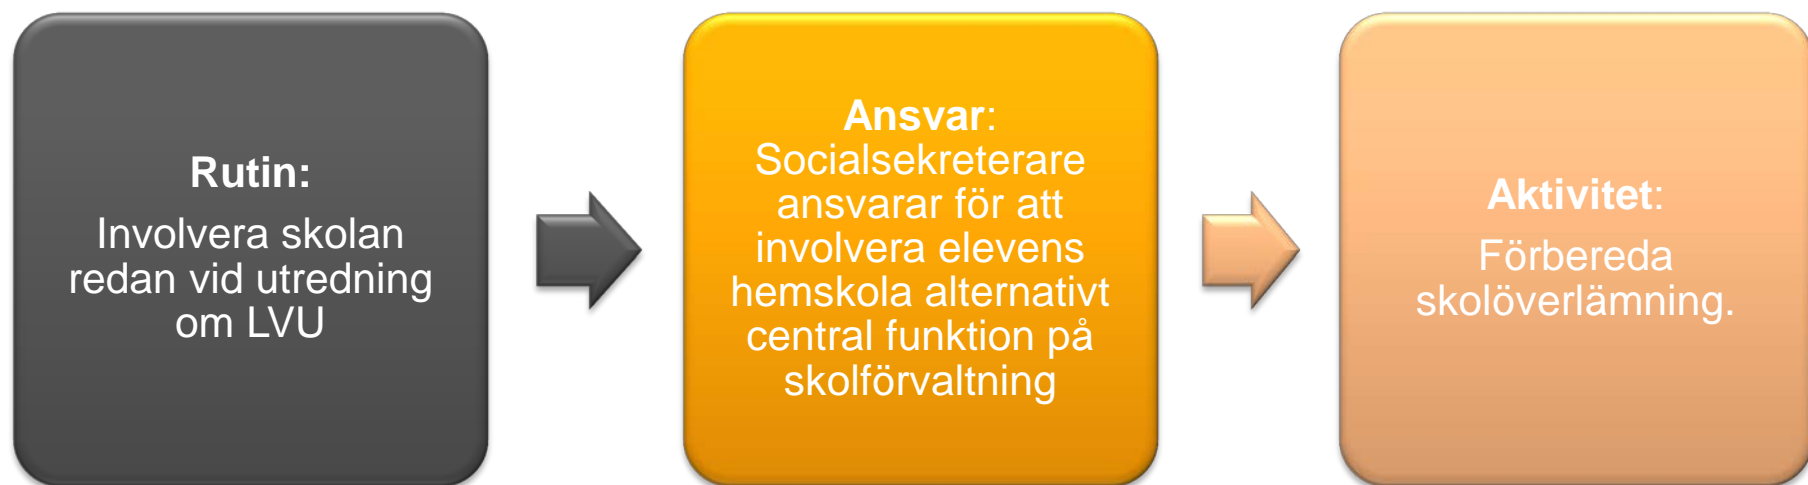 Rutin:
Involvera skolan
redan vid utredning
om LVU
Ansvar:
Socialsekreterare
ansvarar för att
involvera elevens
hemskola alternativt
central funktion på
skolförvaltning
Aktivitet:
Förbereda
skolöverlämning.